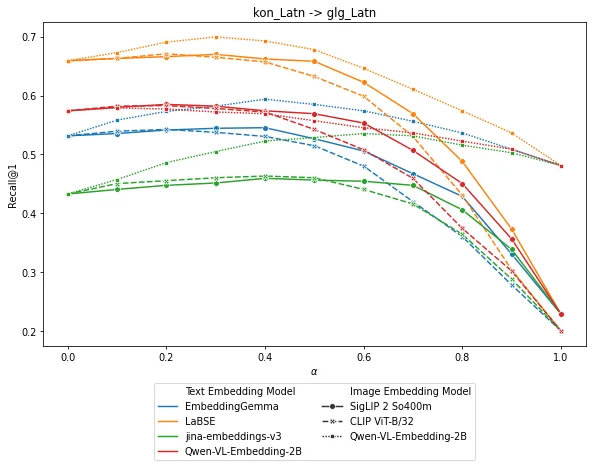 kon_Latn -> glg_Latn
Recall@1
0.7
0.6
0.5
0.4
0.3
0.2
0.0 0.2 0.4 0.6 0.8 1.0
α
Text Embedding Model Image Embedding Model
EmbeddingGemma SigLIP 2 So400m
LaBSE CLIP ViT-B/32
jina-embeddings-v3 Qwen-VL-Embedding-2B
Qwen-VL-Embedding-2B